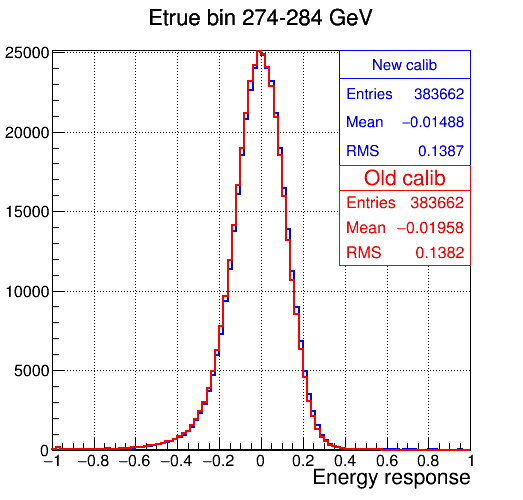 Etrue bin 274-284 GeV
New calib
Entries 383662
Mean −0.01488
RMS 0.1387
Old calib
Entries 383662
Mean −0.01958
RMS 0.1382
25000
20000
15000
10000
5000
0
−1 −0.8 −0.6 −0.4 −0.2 0 0.2 0.4 0.6 0.8 1
Energy response